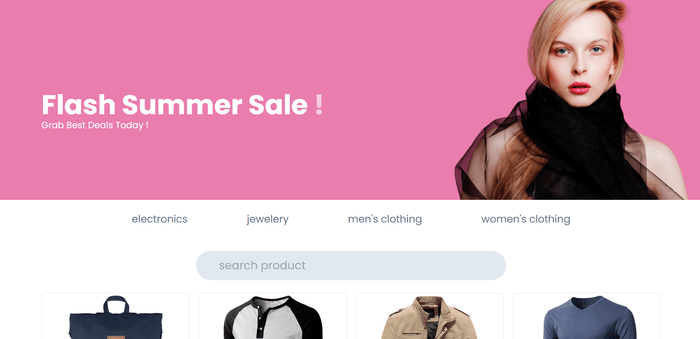 Flash Summer Sale !
Grab Best Deals Today !
electronics jewelery men's clothing women's clothing
search product